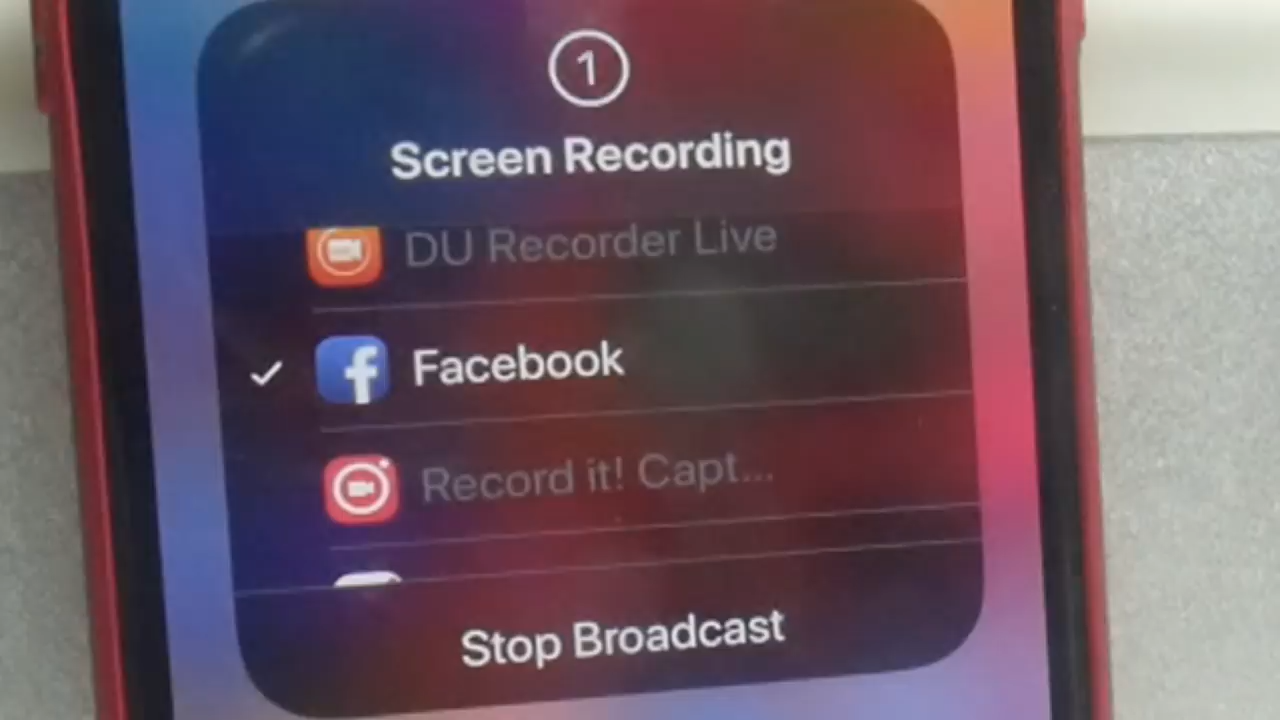 1
Screen Recording
DU Recorder Live
Facebook
Record it! Capt...
Stop Broadcast